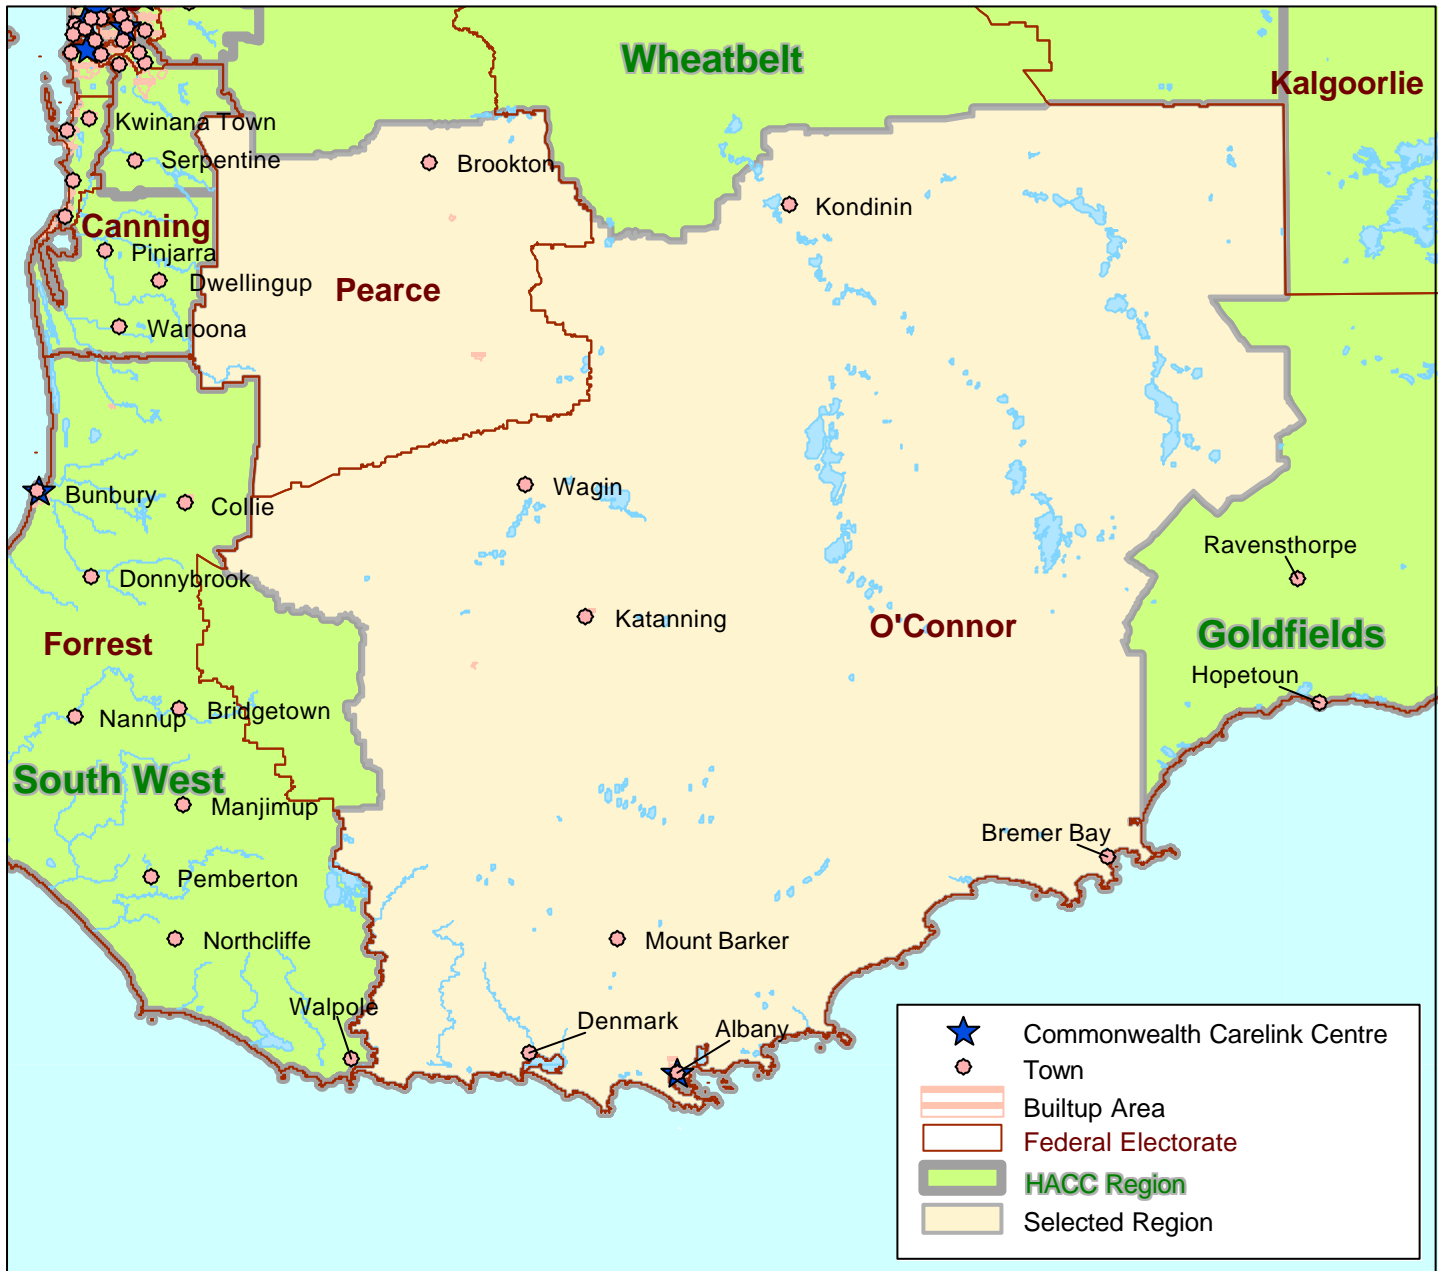 Wheatbelt
Kalgoorlie
Kwinana Town
Serpentine
Brookton
Kondinin
Canning
Pinjarra
Dwellingup
Pearce
Waroona
Bunbury
Collie
Wagin
Ravensthorpe
Donnybrook
Katanning
O'Connor
Goldfields
Forrest
Hopetoun
Nannup
Bridgetown
South West
Manjimup
Bremer Bay
Pemberton
Northcliffe
Mount Barker
Walpole
Denmark
Albany
Commonwealth Carelink Centre
Town
Builtup Area
Federal Electorate
HACC Region
Selected Region